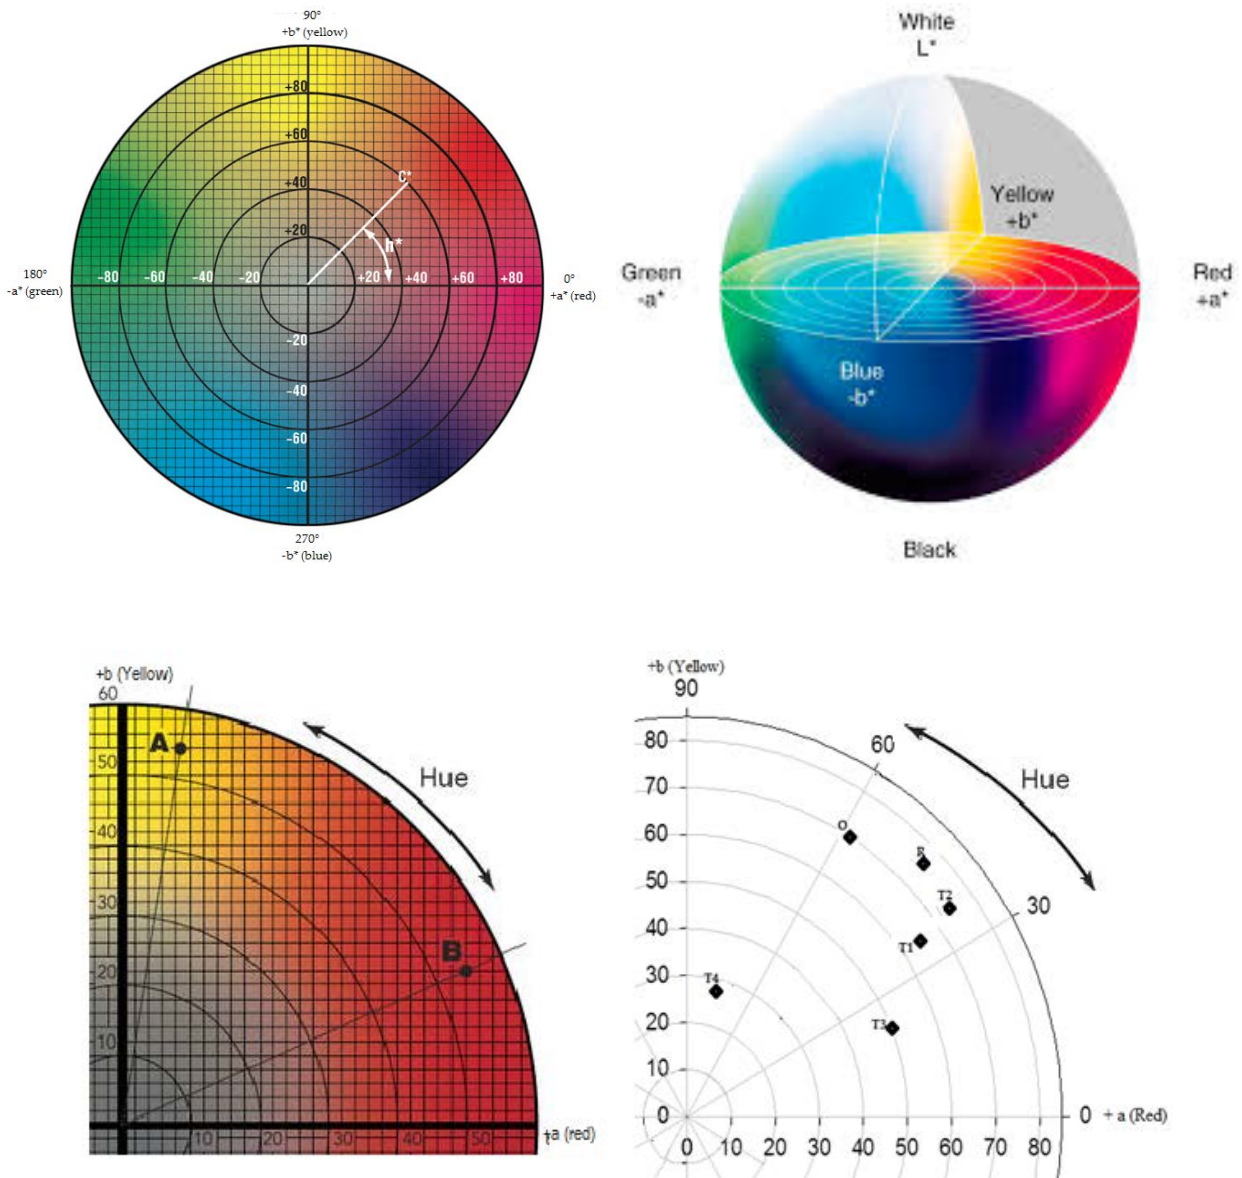 90°
+b* (yellow)
+80
+60
+40
C*
+20
h*
180°
-a* (green)
-80 -60 -40 -20 +20 +40 +60 +80
0°
+a* (red)
-20
-40
-60
-80
270°
-b* (blue)
White
L*
Yellow
+b*
Green
-a*
Red
+a*
Blue
-b*
Black
+b (Yellow)
60
A
50
Hue
40
30
B
20
10
10 20 30 40 50
+a (red)
+b (Yellow)
90
80
60
70
Hue
O
60
R
50
T2
30
40
T1
30
T4
20
T3
10
0
0 + a (Red)
0 10 20 30 40 50 60 70 80